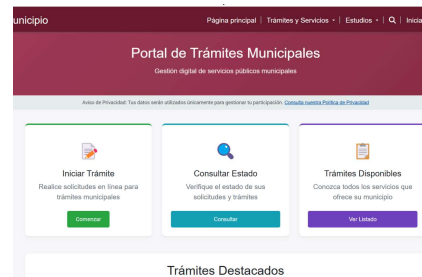 unicipio
Página principal | Trámites y Servicios | Estudios | Inicia
Portal de Trámites Municipales
Gestión digital de servicios públicos municipales
Aviso de Privacidad: Tus datos serán utilizados únicamente para gestionar tu participación. Consulta nuestra Política de Privacidad
Iniciar Trámite
Realice solicitudes en línea para
trámites municipales
Comenzar
Consultar Estado
Verifique el estado de sus
solicitudes y trámites
Consultar
Trámites Disponibles
Conozca todos los servicios que
ofrece su municipio
Ver Listado
Trámites Destacados